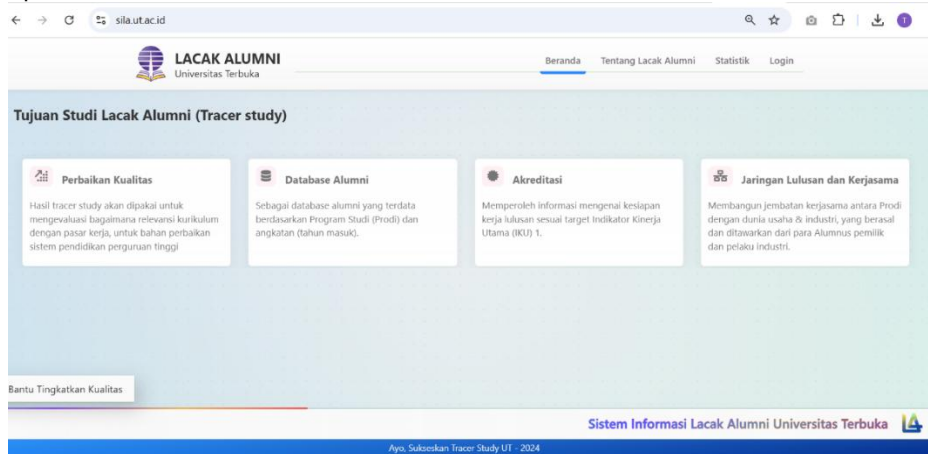 sila.ut.ac.id
T
LACAK ALUMNI
Universitas Terbuka
Beranda Tentang Lacak Alumni Statistik Login
Tujuan Studi Lacak Alumni (Tracer study)
Perbaikan Kualitas
Hasil tracer study akan dipakai untuk
mengevaluasi bagaimana relevansi kurikulum
dengan pasar kerja, untuk bahan perbaikan
sistem pendidikan perguruan tinggi
Database Alumni
Sebagai database alumni yang terdata
berdasarkan Program Studi (Prodi) dan
angkatan (tahun masuk).
Akreditasi
Memperoleh informasi mengenai kesiapan
kerja lulusan sesuai target Indikator Kinerja
Utama (IKU) 1.
Jaringan Lulusan dan Kerjasama
Membangun jembatan kerjasama antara Prodi
dengan dunia usaha & industri, yang berasal
dan ditawarkan dari para Alumnus pemilik
dan pelaku industri.
Bantu Tingkatkan Kualitas
Sistem Informasi Lacak Alumni Universitas Terbuka
Ayo, Sukseskan Tracer Study UT - 2024